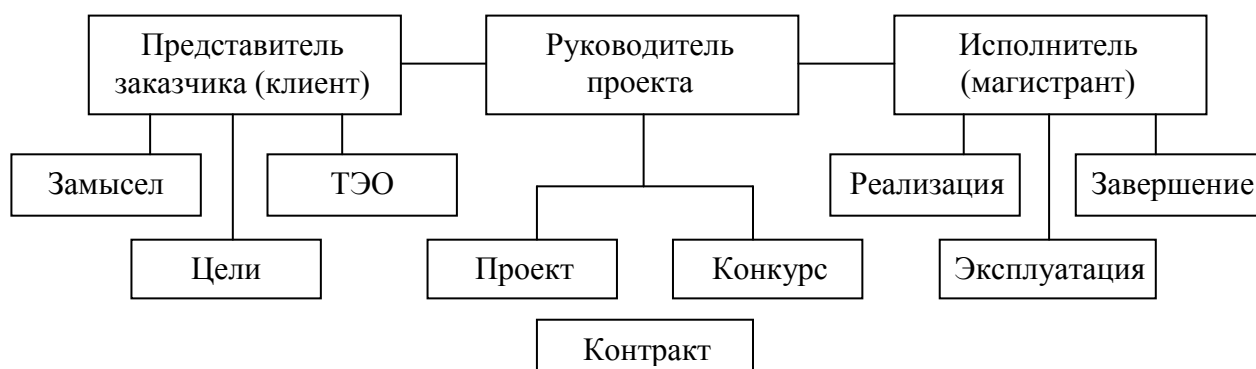 Представитель
заказчика (клиент)
Руководитель
проекта
Исполнитель
(магистрант)
Замысел
ТЭО
Реализация
Завершение
Цели
Проект
Конкурс
Эксплуатация
Контракт